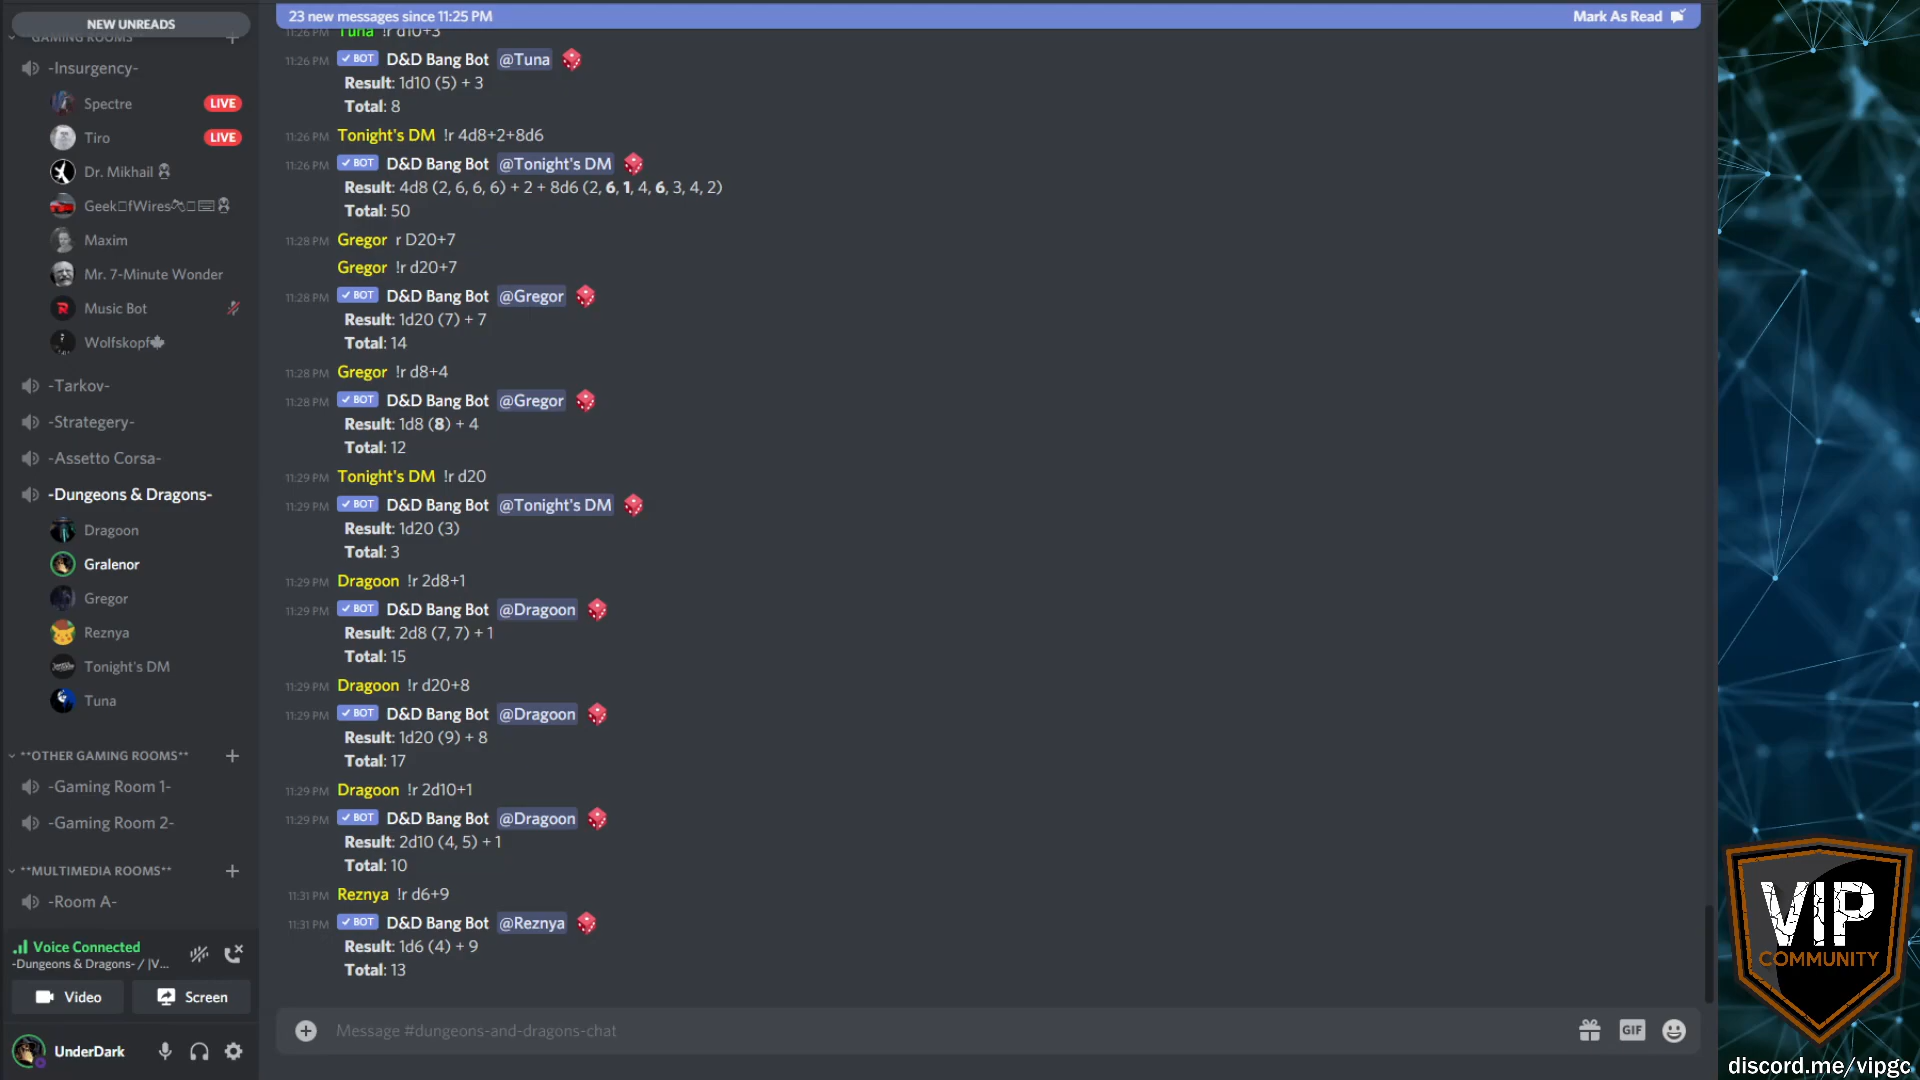 NEW UNREADS
GAMING ROOMS
-Insurgency-
Spectre LIVE
Tiro LIVE
Dr. Mikhail
Maxim
Mr. 7-Minute Wonder
Music Bot
Wolfskopf
-Tarkov-
-Strategery-
-Assetto Corsa-
-Dungeons & Dragons-
Dragoon
Gralenor
Gregor
Reznya
Tonight's DM
Tuna
**OTHER GAMING ROOMS**
-Gaming Room 1-
-Gaming Room 2-
**MULTIMEDIA ROOMS**
-Room A-
Voice Connected
-Dungeons & Dragons- / |V...
Video Screen
UnderDark
23 new messages since 11:25 PM Mark As Read
11:26 PM Tuna !r d10+3
11:26 PM BOT D&D Bang Bot @Tuna
Result: 1d10 (5) + 3
Total: 8
11:26 PM Tonight's DM !r 4d8+2+8d6
11:26 PM BOT D&D Bang Bot @Tonight's DM
Result: 4d8 (2, 6, 6, 6) + 2 + 8d6 (2, 6, 1, 4, 6, 3, 4, 2)
Total: 50
11:28 PM Gregor r D20+7
Gregor !r d20+7
11:28 PM BOT D&D Bang Bot @Gregor
Result: 1d20 (7) + 7
Total: 14
11:28 PM Gregor !r d8+4
11:28 PM BOT D&D Bang Bot @Gregor
Result: 1d8 (8) + 4
Total: 12
11:29 PM Tonight's DM !r d20
11:29 PM BOT D&D Bang Bot @Tonight's DM
Result: 1d20 (3)
Total: 3
11:29 PM Dragoon !r 2d8+1
11:29 PM BOT D&D Bang Bot @Dragoon
Result: 2d8 (7, 7) + 1
Total: 15
11:29 PM Dragoon !r d20+8
11:29 PM BOT D&D Bang Bot @Dragoon
Result: 1d20 (9) + 8
Total: 17
11:29 PM Dragoon !r 2d10+1
11:29 PM BOT D&D Bang Bot @Dragoon
Result: 2d10 (4, 5) + 1
Total: 10
11:31 PM Reznya !r d6+9
11:31 PM BOT D&D Bang Bot @Reznya
Result: 1d6 (4) + 9
Total: 13
Message #dungeons-and-dragons-chat GIF
VIP
COMMUNITY
discord.me/vipgc